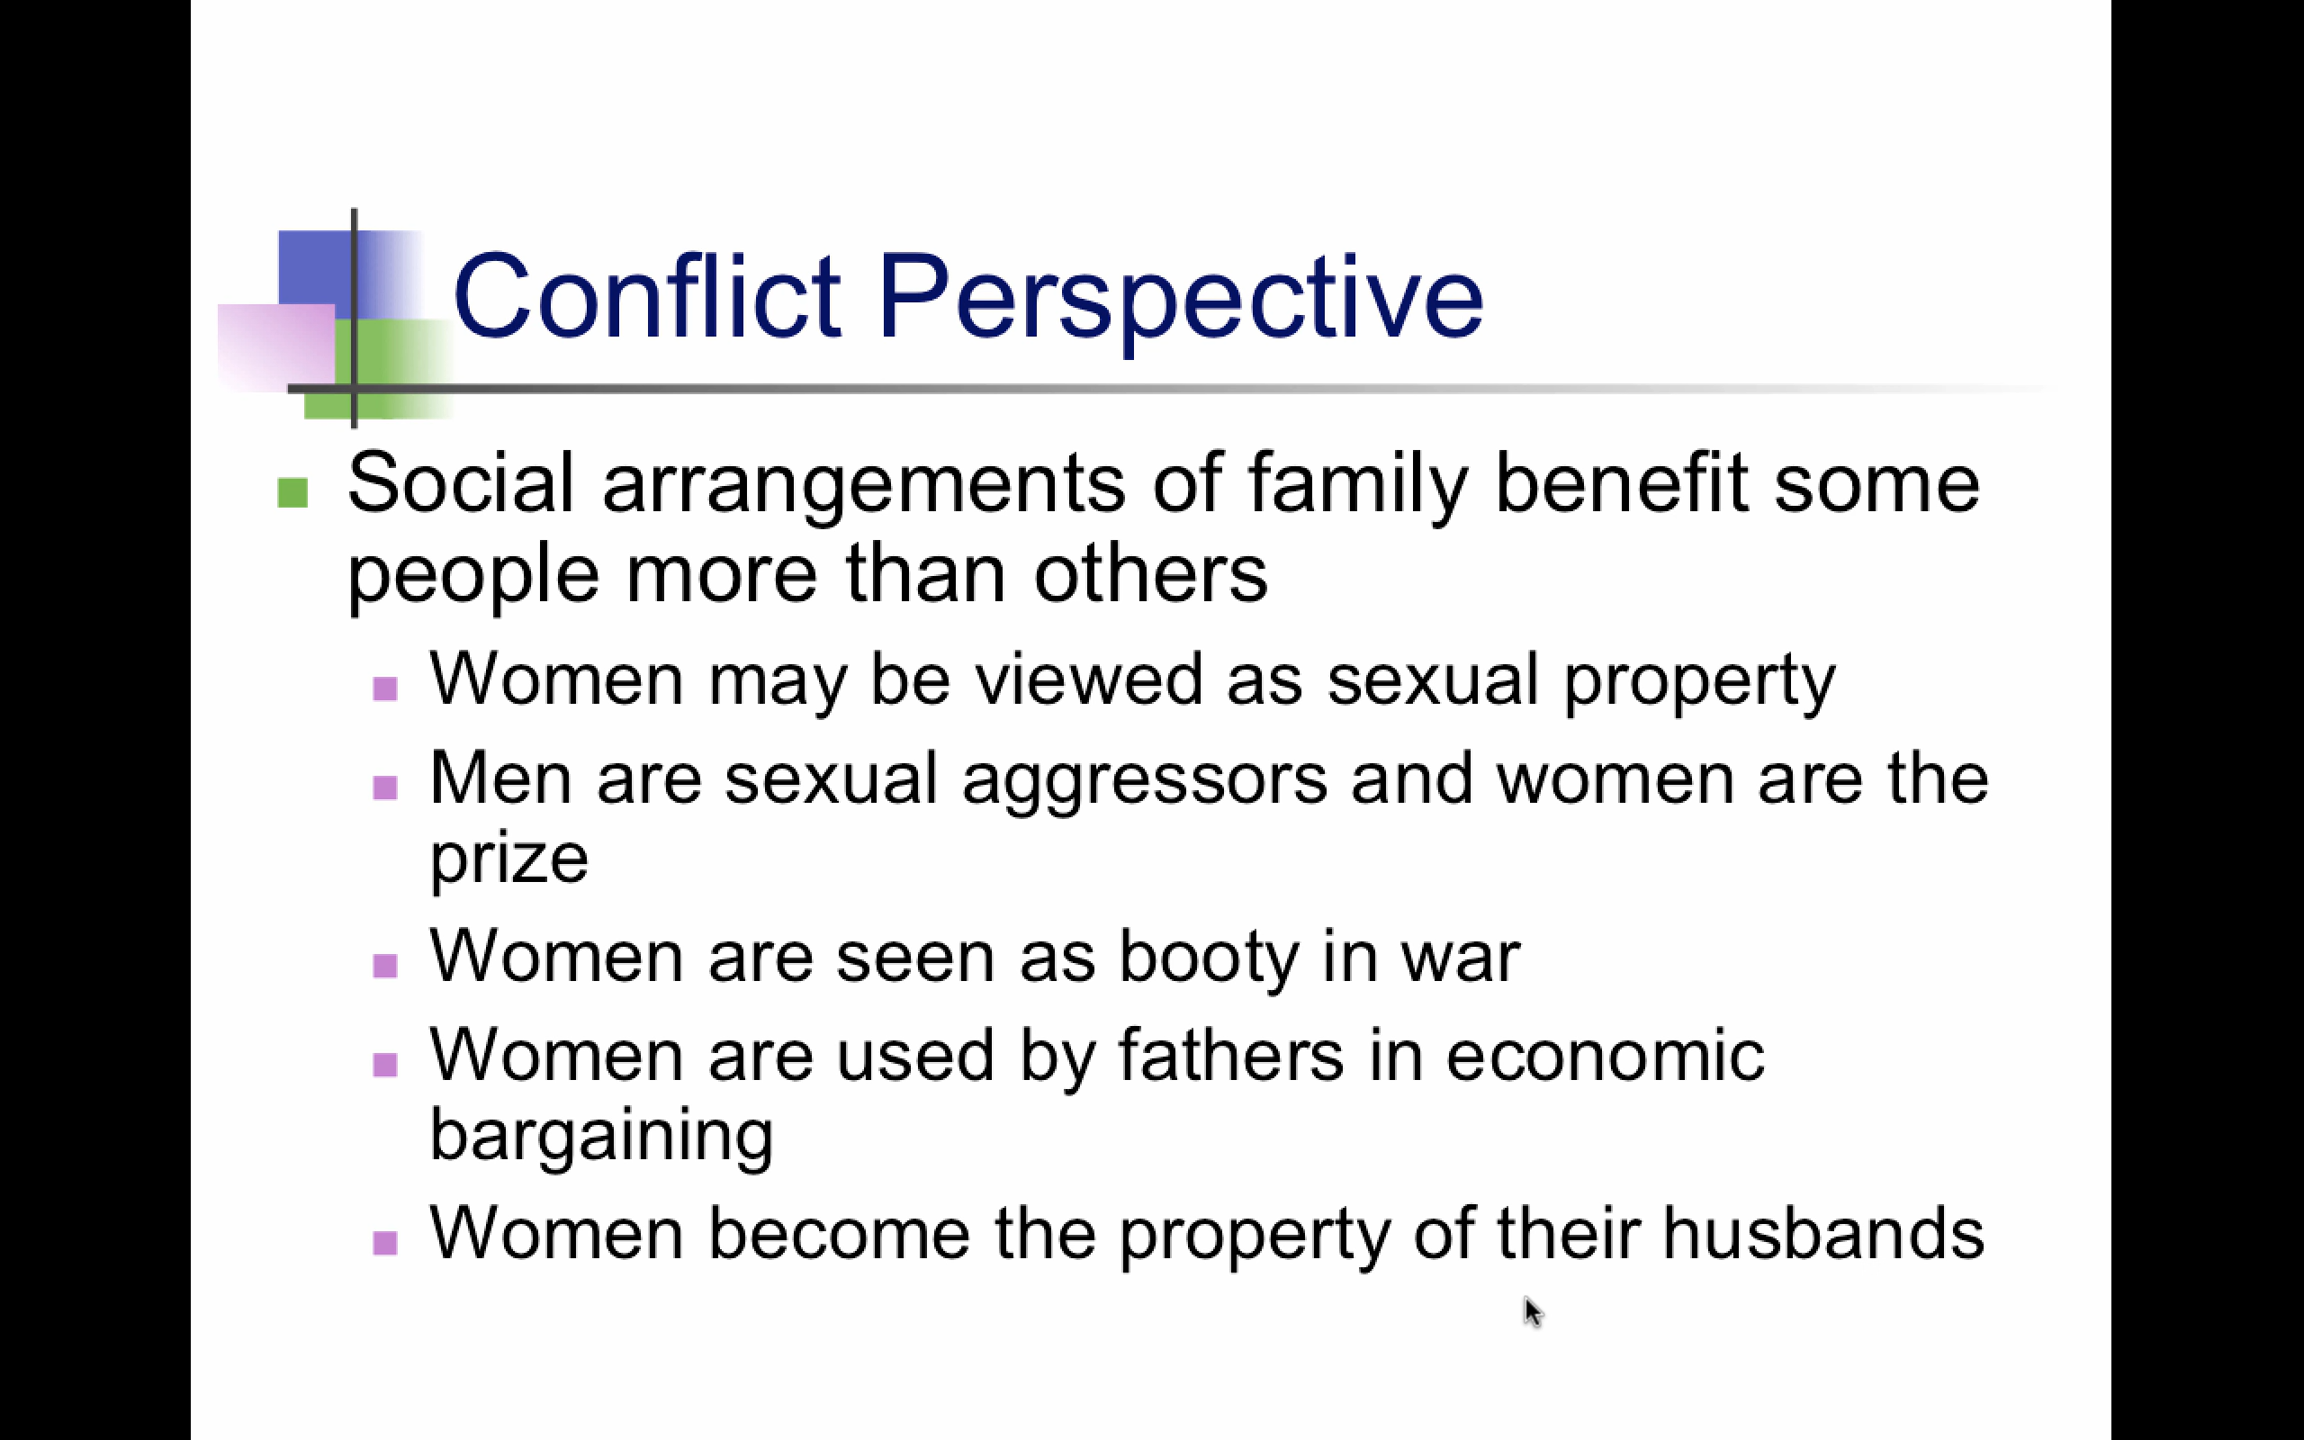 Conflict Perspective
Social arrangements of family benefit some
people more than others
Women may be viewed as sexual property
Men are sexual aggressors and women are the
prize
Women are seen as booty in war
Women are used by fathers in economic
bargaining
Women become the property of their husbands